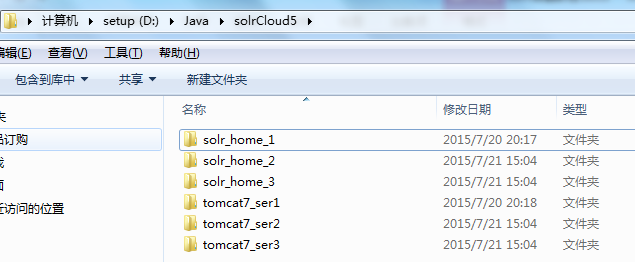 计算机 ▸ setup (D:) ▸ Java ▸ solrCloud5 ▸
编辑(E) 查看(V) 工具(T) 帮助(H)
包含到库中 共享 新建文件夹
名称 修改日期 类型
solr_home_1 2015/7/20 20:17 文件夹
订购
solr_home_2 2015/7/21 15:04 文件夹
solr_home_3 2015/7/21 15:04 文件夹
面
tomcat7_ser1 2015/7/20 20:18 文件夹
访问的位置
tomcat7_ser2 2015/7/21 15:04 文件夹
tomcat7_ser3 2015/7/21 15:04 文件夹